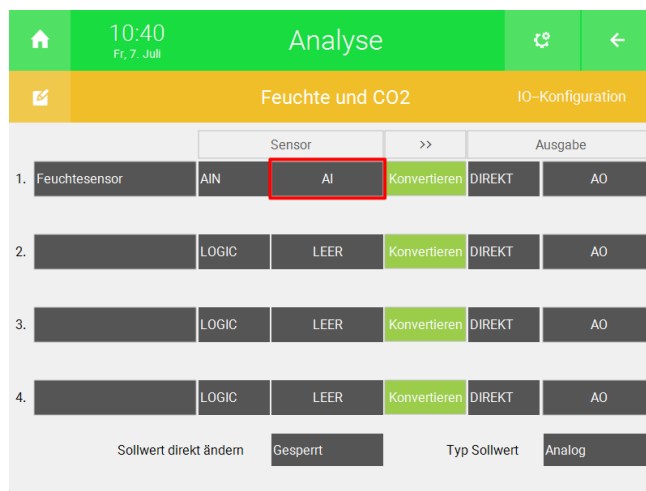 10:40
Fr, 7. Juli
Analyse
Feuchte und CO2
IO-Konfiguration
Sensor >> Ausgabe
1. Feuchtesensor AIN AI Konvertieren DIREKT AO
2. LOGIC LEER Konvertieren DIREKT AO
3. LOGIC LEER Konvertieren DIREKT AO
4. LOGIC LEER Konvertieren DIREKT AO
Sollwert direkt ändern Gesperrt Typ Sollwert Analog